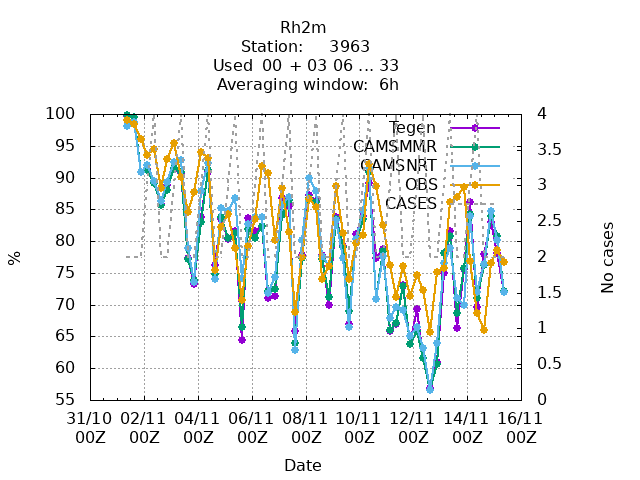 Rh2m
Station: 3963
Used 00 + 03 06 ... 33
Averaging window: 6h
100
95
90
85
80
75
70
65
60
55
%
4
3.5
3
2.5
2
1.5
1
0.5
0
No cases
Tegen
CAMSMMR
CAMSNRT
OBS
CASES
31/10 02/11 04/11 06/11 08/11 10/11 12/11 14/11 16/11
00Z 00Z 00Z 00Z 00Z 00Z 00Z 00Z 00Z
Date